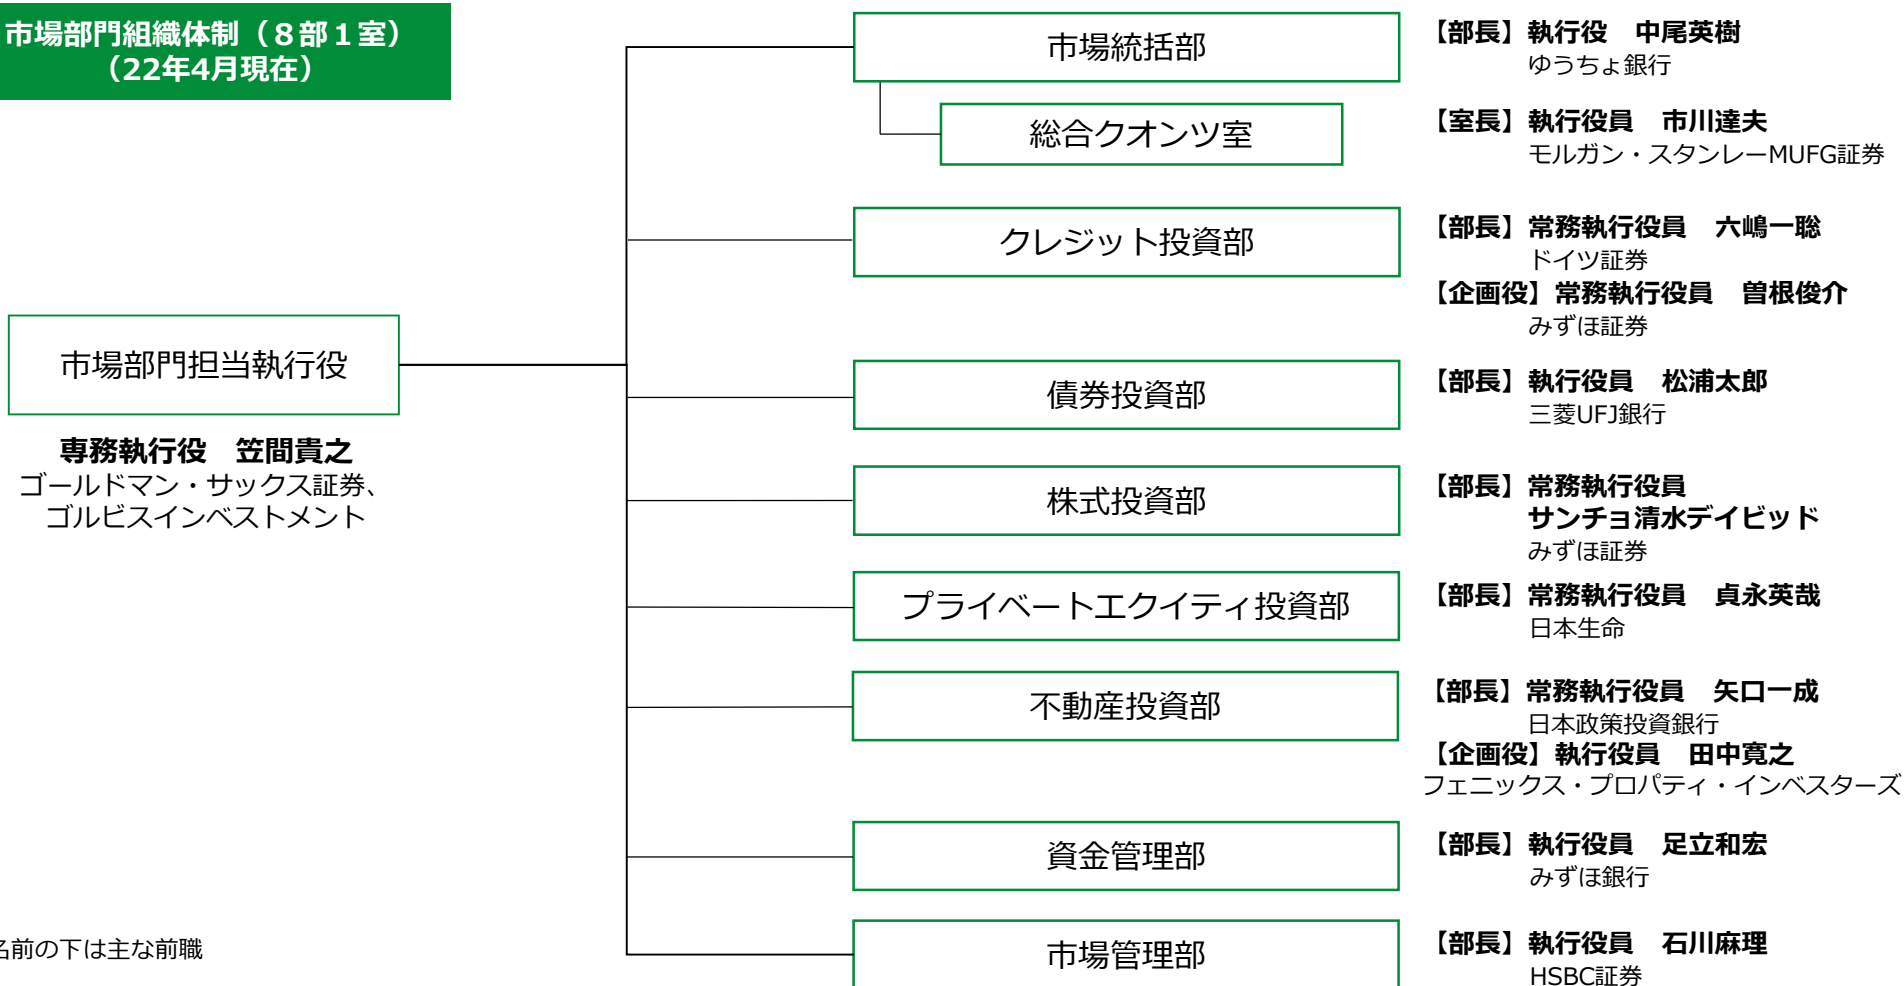 市場部門組織体制（８部１室）
（22年4月現在）
市場部門担当執行役
専務執行役　笠間貴之
ゴールドマン・サックス証券、
ゴルビスインベストメント
市場統括部
【部長】執行役　中尾英樹
ゆうちょ銀行
総合クオンツ室
【室長】執行役員　市川達夫
モルガン・スタンレーMUFG証券
クレジット投資部
【部長】常務執行役員　六嶋一聡
ドイツ証券
【企画役】常務執行役員　曽根俊介
みずほ証券
債券投資部
【部長】執行役員　松浦太郎
三菱UFJ銀行
株式投資部
【部長】常務執行役員
サンチョ清水デイビッド
みずほ証券
プライベートエクイティ投資部
【部長】常務執行役員　貞永英哉
日本生命
不動産投資部
【部長】常務執行役員　矢口一成
日本政策投資銀行
【企画役】執行役員　田中寛之
フェニックス・プロパティ・インベスターズ
資金管理部
【部長】執行役員　足立和宏
みずほ銀行
市場管理部
【部長】執行役員　石川麻理
HSBC証券
名前の下は主な前職